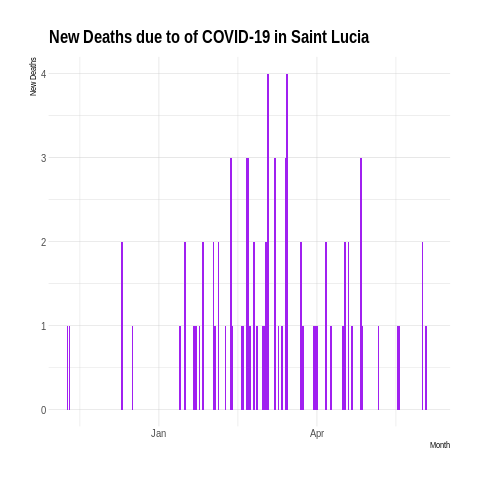 New Deaths due to of COVID-19 in Saint Lucia
New Deaths
4
3
2
1
0
Jan
Apr
Month